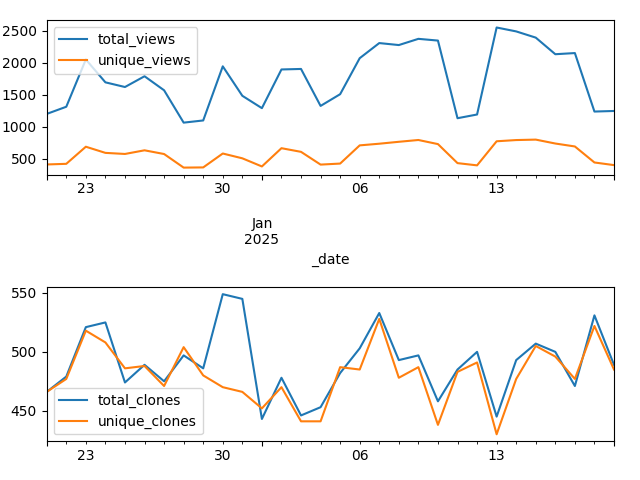 2500
2000
1500
1000
500
total_views
unique_views
23
30
06
13
Jan
2025
_date
550
500
450
total_clones
unique_clones
23
30
06
13